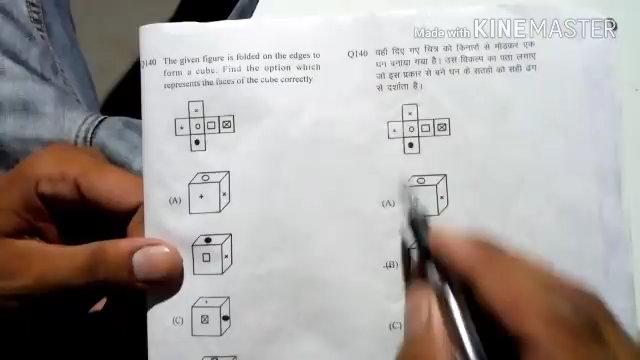 Made with KINEMASTER
Q140 The given figure is folded on the edges to
form a cube. Find the option which
represents the faces of the cube correctly
(A)
(C)
Q140 यहाँ दिए गए चित्र को किनारों से मोड़कर एक
घन बनाया गया है। उस विकल्प का पता लगाएं
जो इस प्रकार से बने घन के सतहों को सही ढंग
से दर्शाता है।
(A)
(B)
(C)